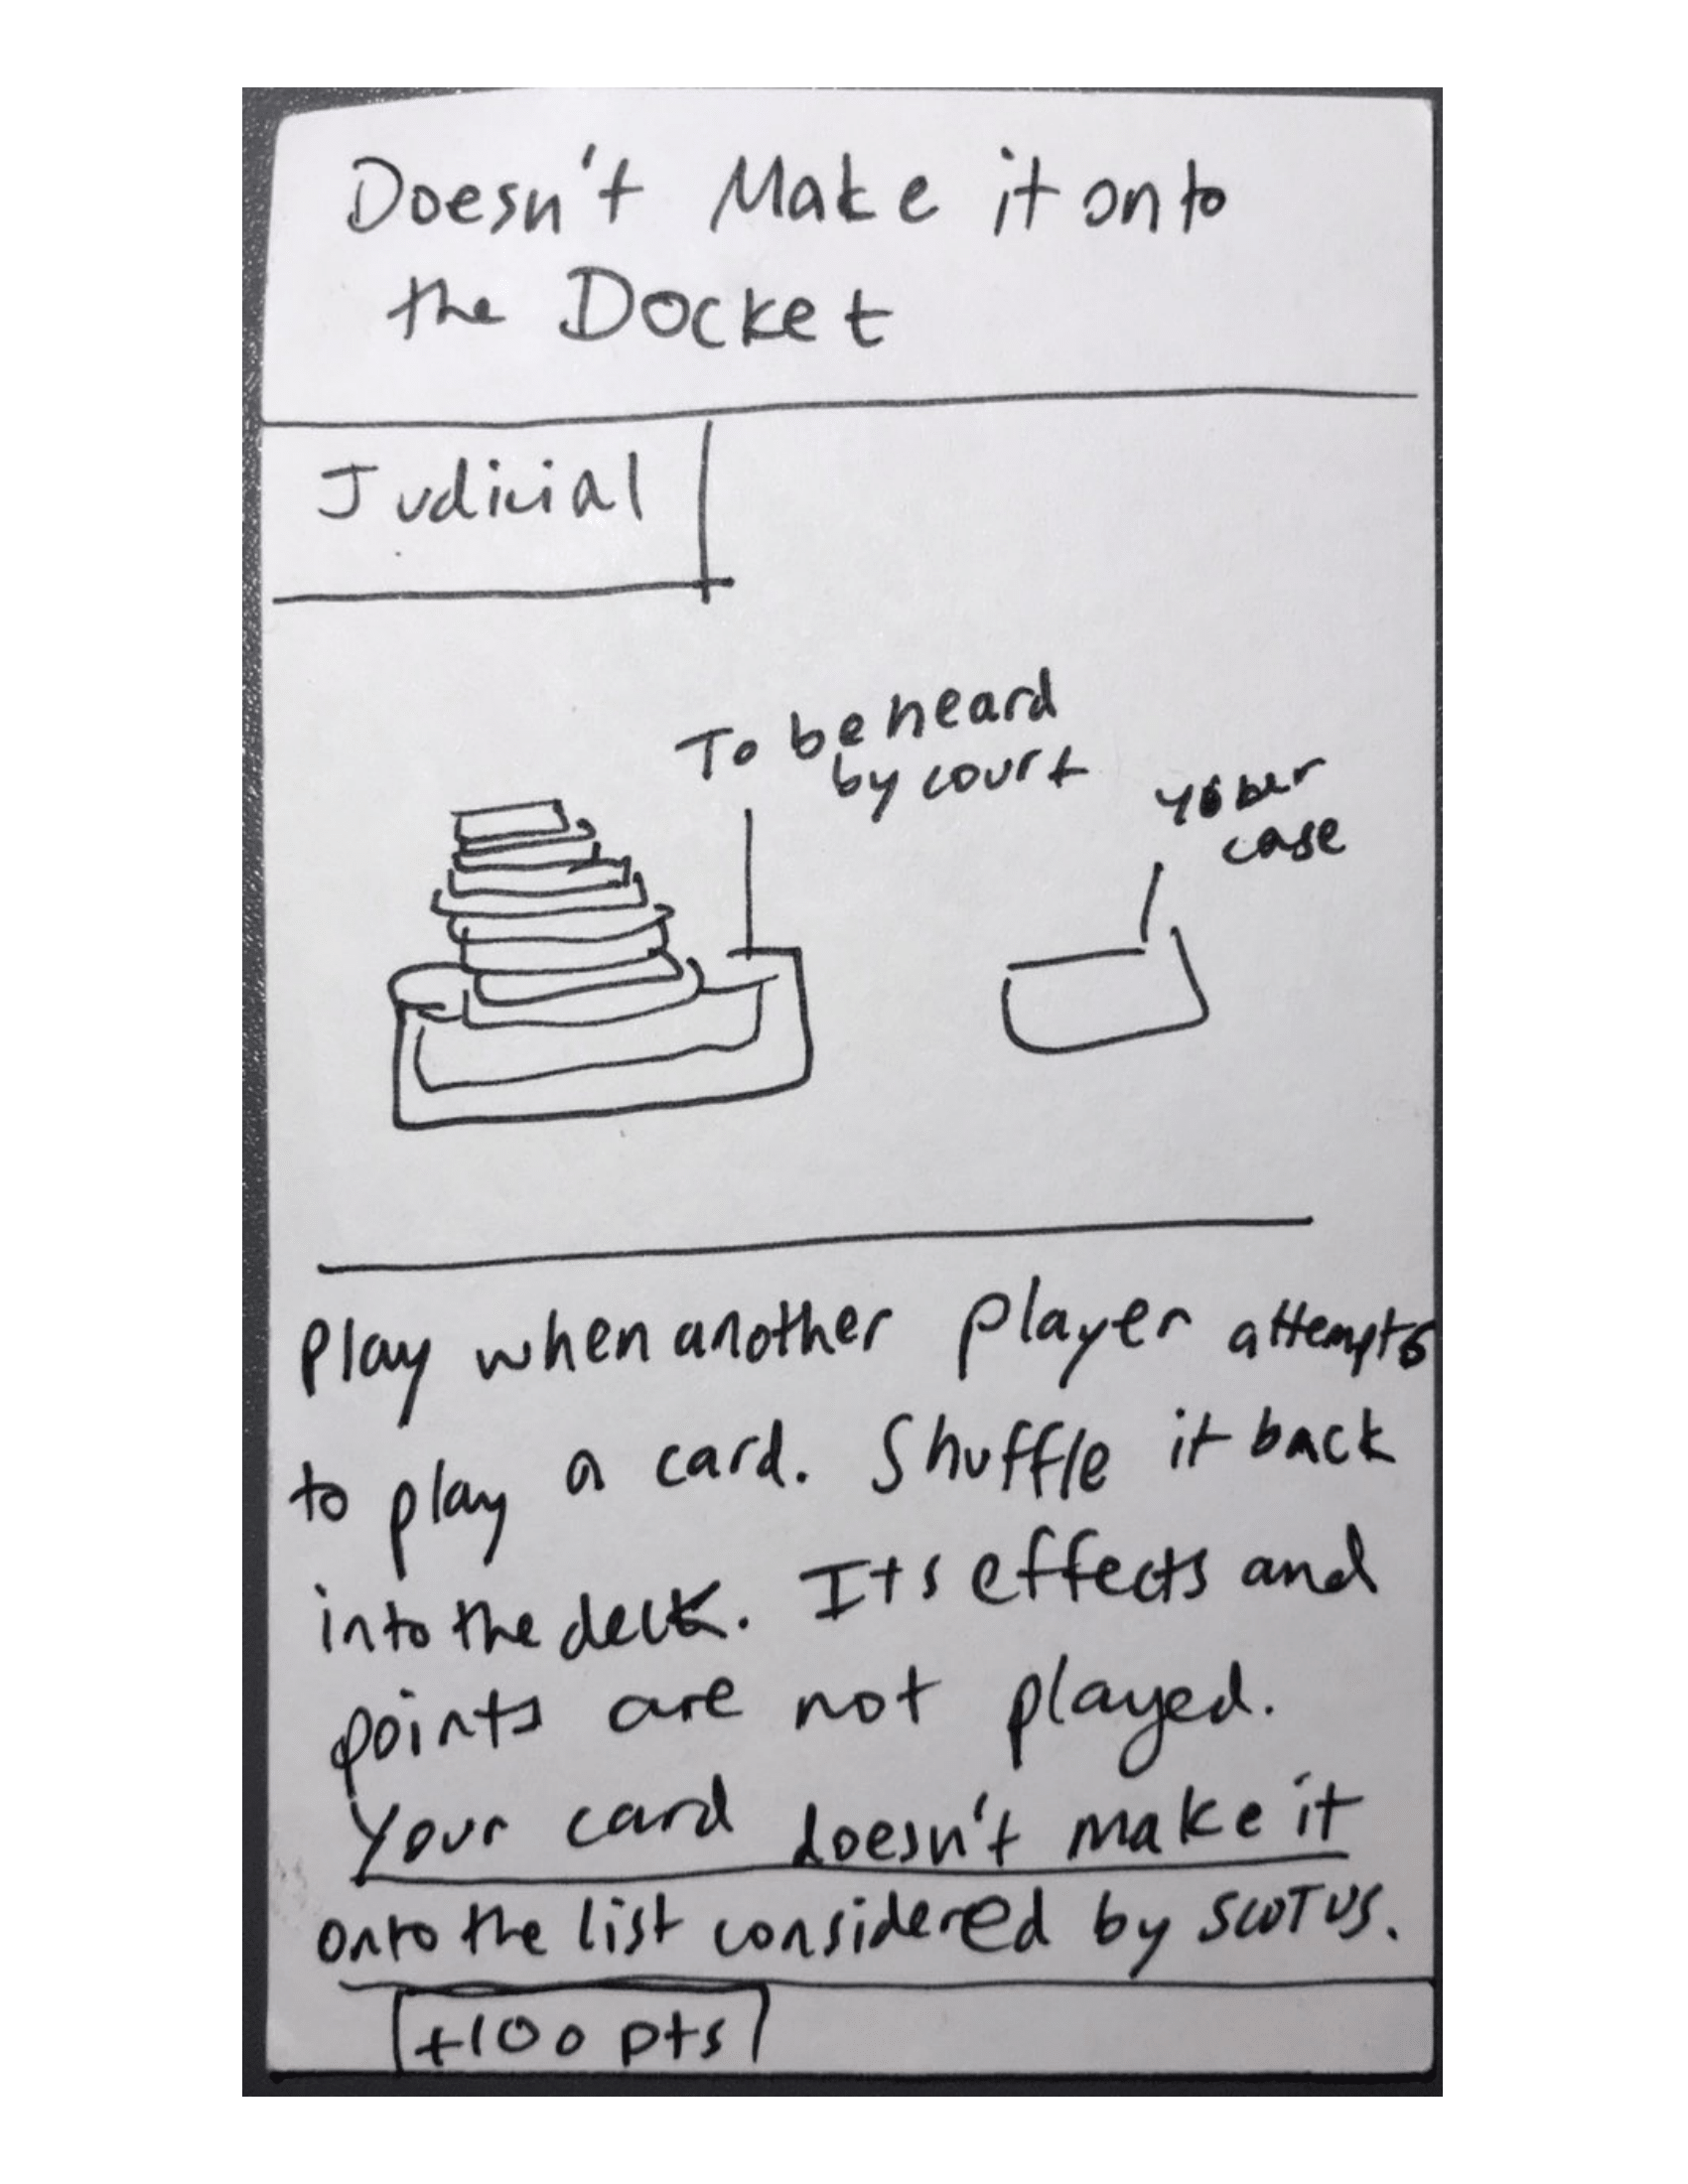 Doesn't Make it onto
the Docket
Judicial
To be heard
by court
your
case
Play when another player attempts
to play a card. Shuffle it back
into the deck. Its effects and
points are not played.
Your card doesn't make it
onto the list considered by SCOTUS.
+100 pts